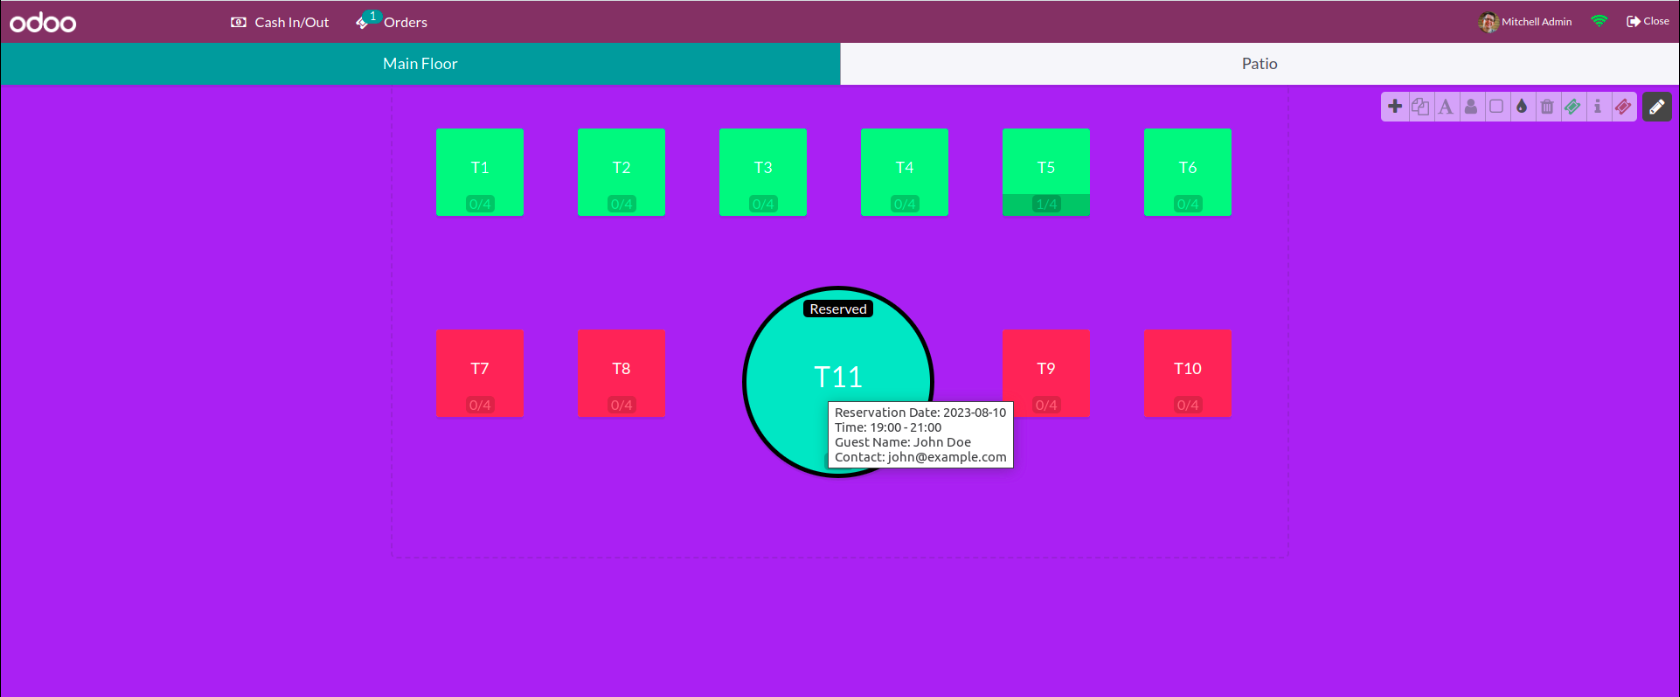 odoo
Cash In/Out
1
Orders
Mitchell Admin
Close
Main Floor
Patio
A
T1
T2
T3
T4
T5
T6
0/4
0/4
0/4
0/4
1/4
0/4
Reserved
T7
T8
T11
T9
T10
0/4
0/4
0/4
0/4
Reservation Date: 2023-08-10
Time: 19:00 - 21:00
Guest Name: John Doe
Contact: john@example.com